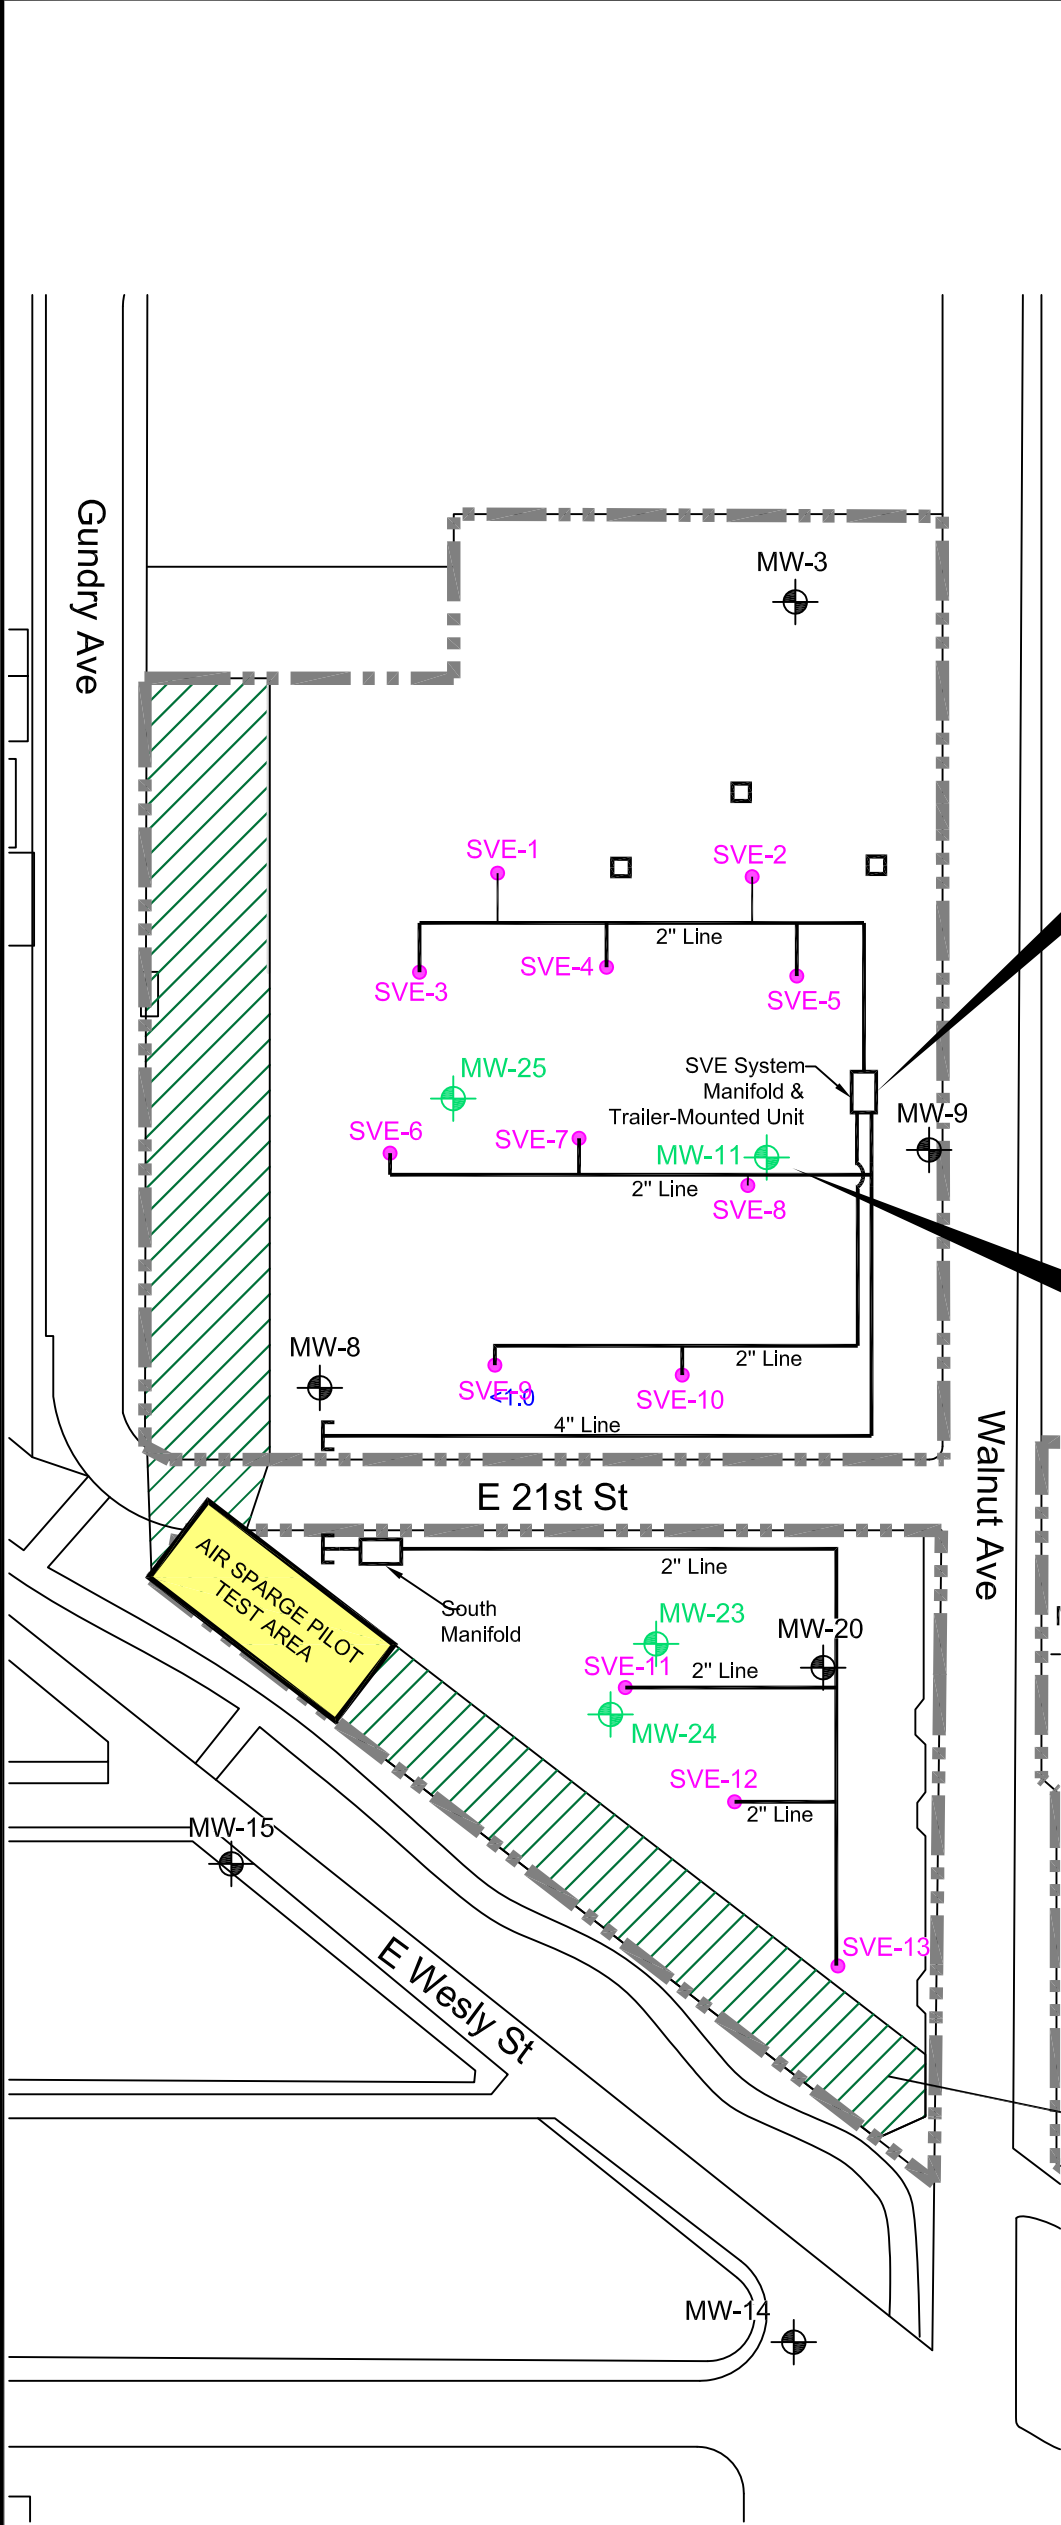 Gundry Ave
MW-3
SVE-1
SVE-2
2" Line
SVE-3
SVE-4
SVE-5
MW-25
SVE System
Manifold &
Trailer-Mounted Unit
MW-9
SVE-6
SVE-7
MW-11
2" Line
SVE-8
MW-8
2" Line
SVE-9
<1.0
SVE-10
4" Line
Walnut Ave
E 21st St
AIR SPARGE PILOT
TEST AREA
2" Line
South
Manifold
MW-23
MW-20
SVE-11
2" Line
MW-24
SVE-12
2" Line
MW-15
SVE-13
E Wesly St
MW-14